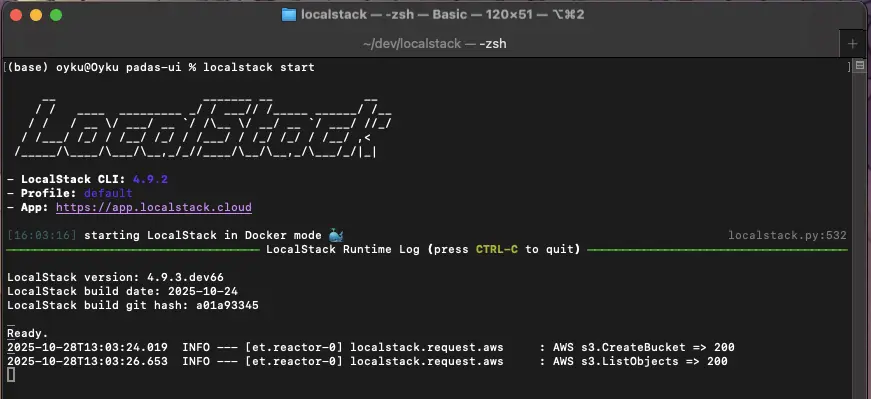 localstack — -zsh — Basic — 120×51 — ⌥⌘2
~/dev/localstack — -zsh
[(base) oyku@Oyku padas-ui % localstack start ]
LocalStack
- LocalStack CLI: 4.9.2
- Profile: default
- App: https://app.localstack.cloud
[16:03:16] starting LocalStack in Docker mode 🐳 localstack.py:532
LocalStack Runtime Log (press CTRL-C to quit)
LocalStack version: 4.9.3.dev66
LocalStack build date: 2025-10-24
LocalStack build git hash: a01a93345
Ready.
2025-10-28T13:03:24.019 INFO --- [et.reactor-0] localstack.request.aws : AWS s3.CreateBucket => 200
2025-10-28T13:03:26.653 INFO --- [et.reactor-0] localstack.request.aws : AWS s3.ListObjects => 200